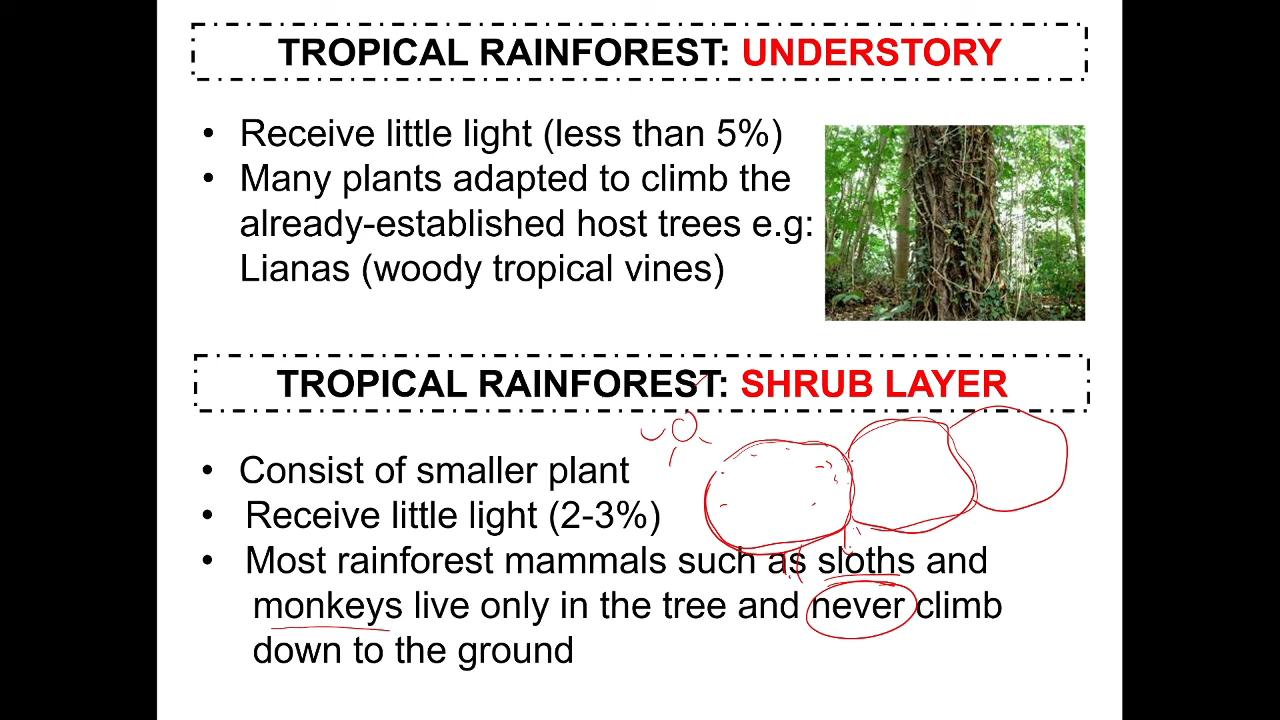 TROPICAL RAINFOREST: UNDERSTORY
• Receive little light (less than 5%)
• Many plants adapted to climb the
already-established host trees e.g:
Lianas (woody tropical vines)
TROPICAL RAINFOREST: SHRUB LAYER
• Consist of smaller plant
• Receive little light (2-3%)
• Most rainforest mammals such as sloths and
monkeys live only in the tree and never climb
down to the ground